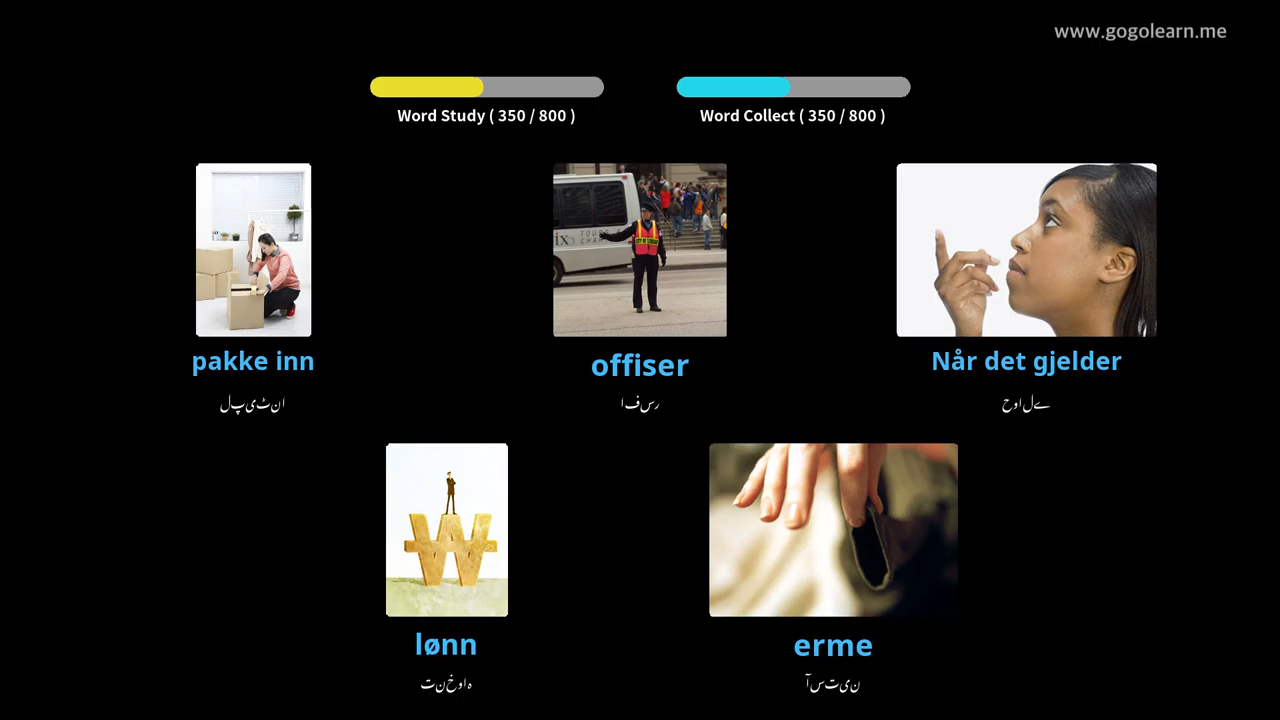 www.gogolearn.me
Word Study ( 350 / 800 )
Word Collect ( 350 / 800 )
pakke inn
لپیٹنا
offiser
افسر
Når det gjelder
حوالے
lønn
تنخواہ
erme
آستین